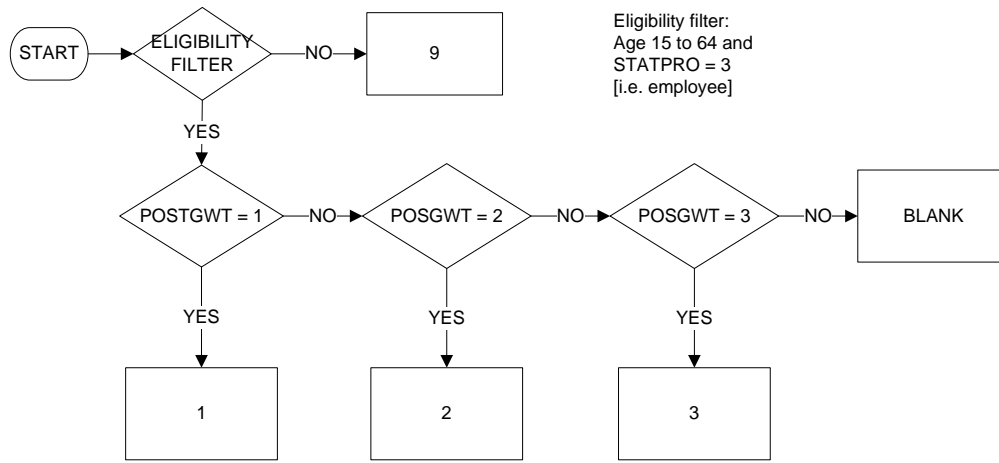 START
ELIGIBILITY
FILTER
NO
9
Eligibility filter:
Age 15 to 64 and
STATPRO = 3
[i.e. employee]
YES
POSTGWT = 1
NO
POSGWT = 2
NO
POSGWT = 3
NO
BLANK
YES
YES
YES
1
2
3